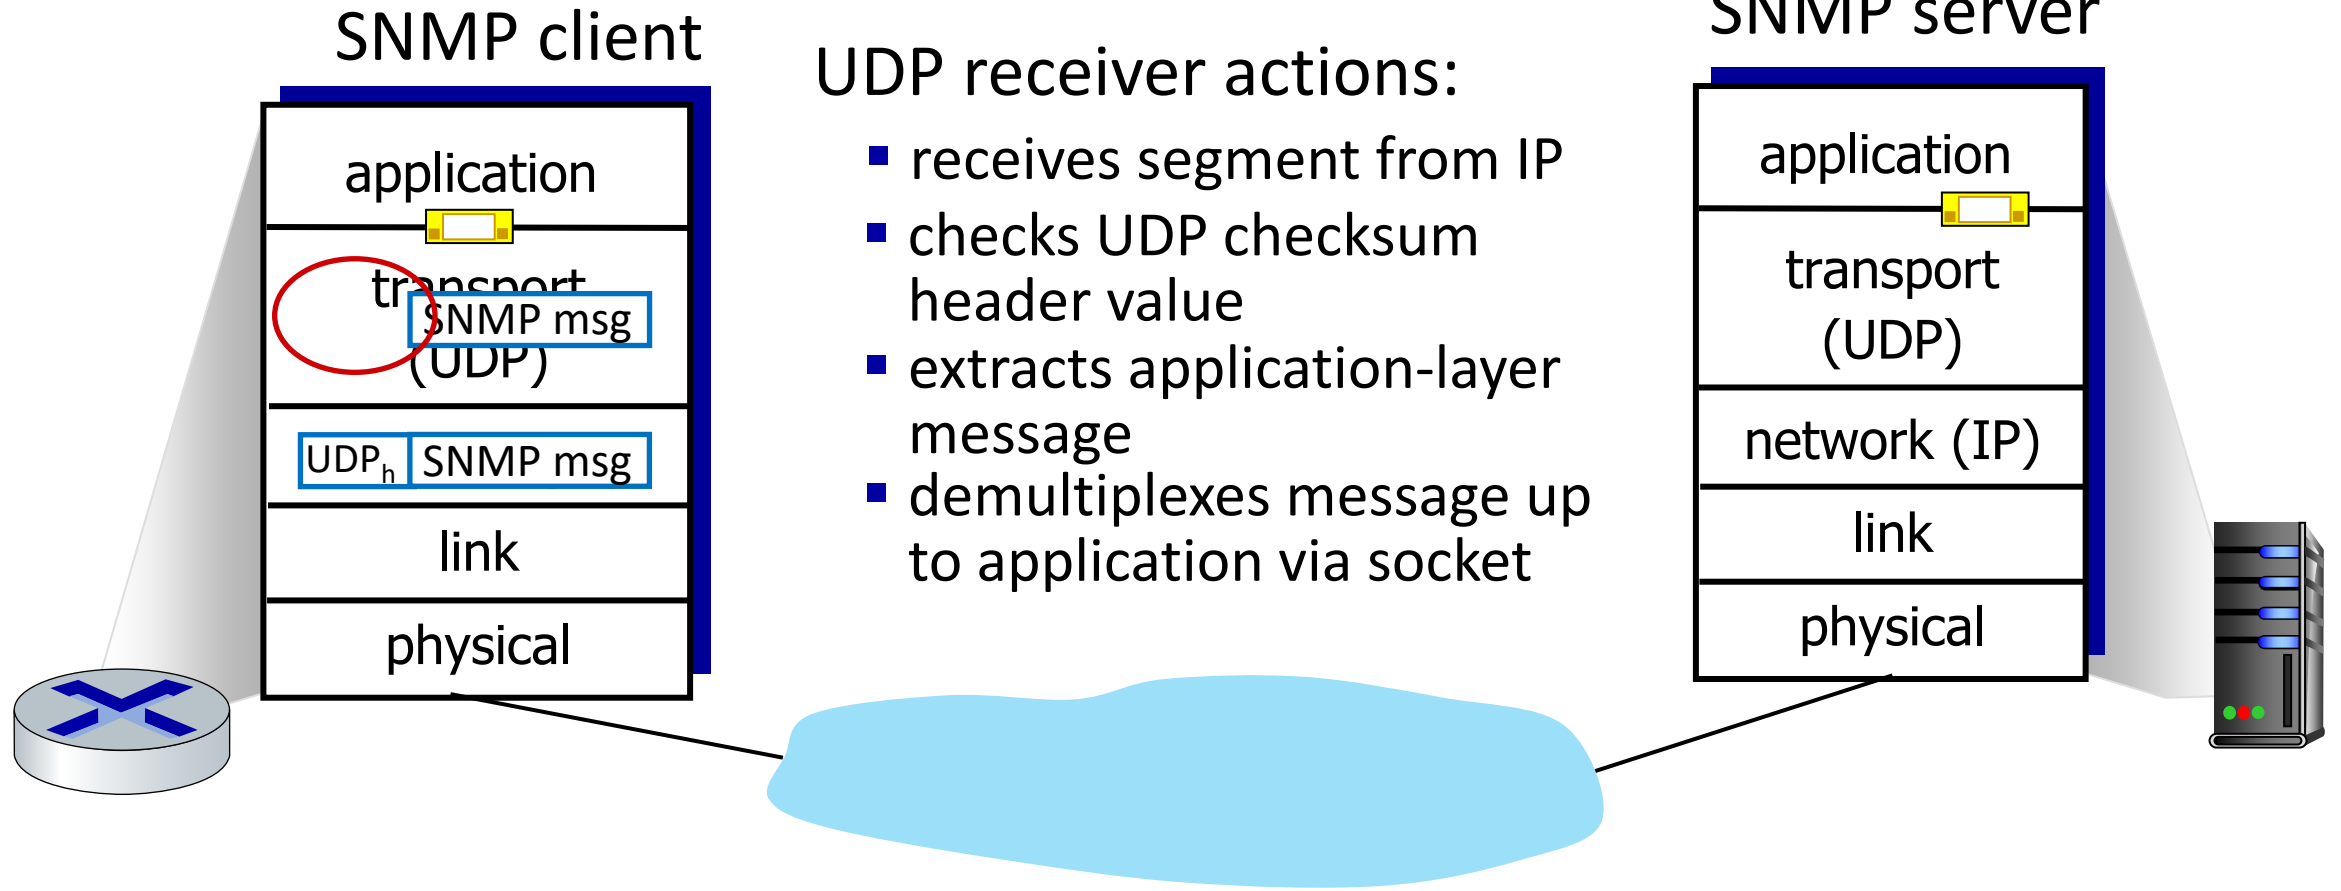 SNMP client
UDP receiver actions:
SNMP server
receives segment from IP
checks UDP checksum
header value
extracts application-layer
message
demultiplexes message up
to application via socket
application
transport
SNMP msg
(UDP)
UDPh SNMP msg
link
physical
application
transport
(UDP)
network (IP)
link
physical